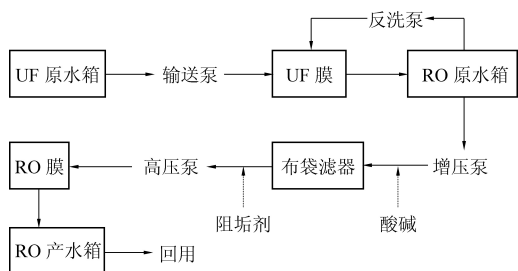 反洗泵
UF 原水箱
输送泵
UF 膜
RO 原水箱
RO 膜
高压泵
布袋滤器
增压泵
阻垢剂
酸碱
RO 产水箱
回用